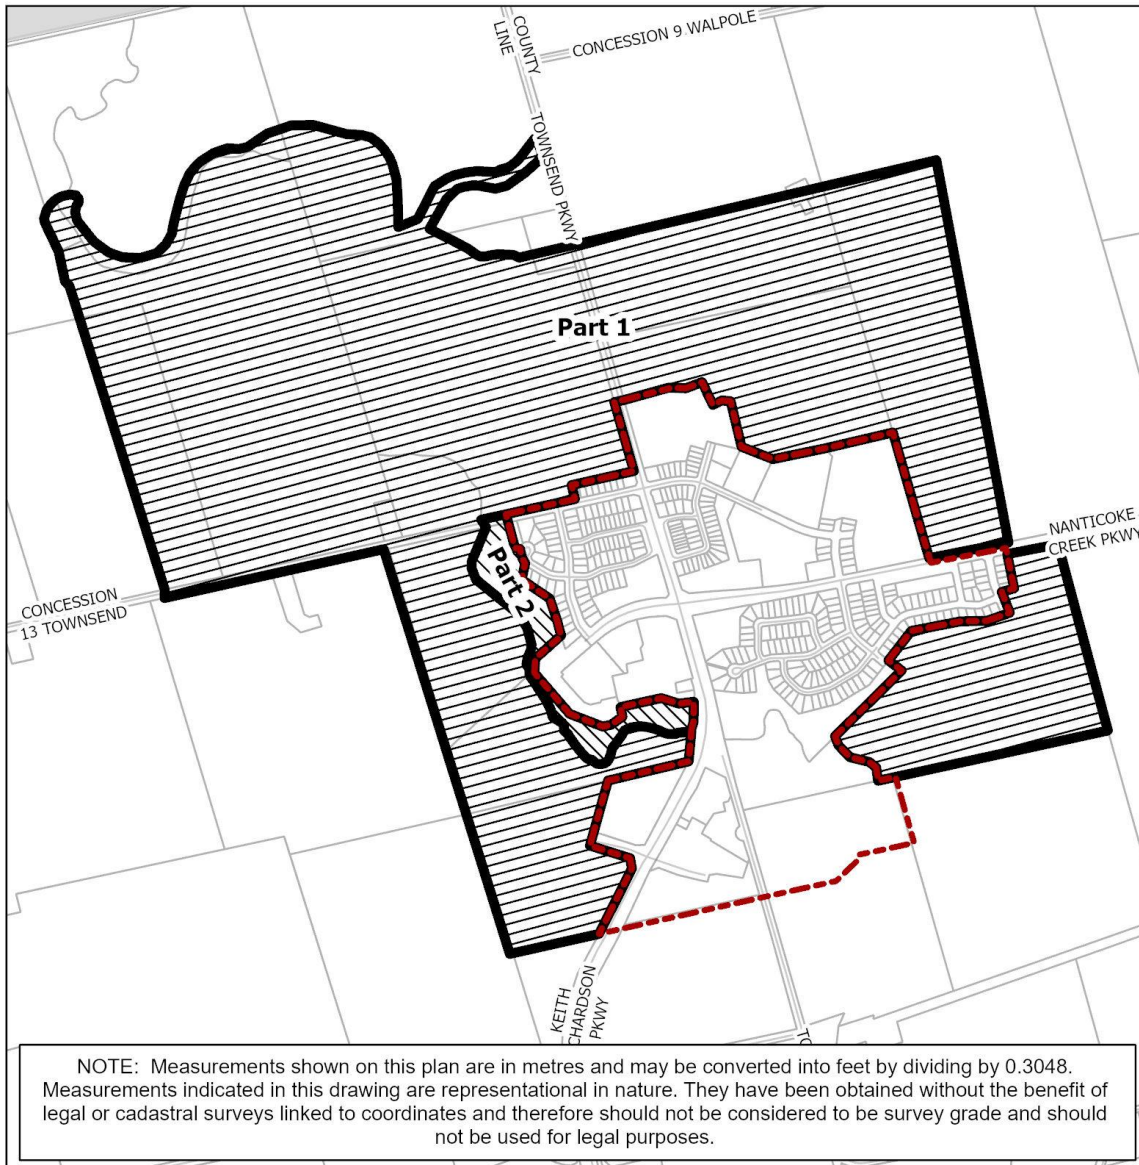 COUNTY
LINE
CONCESSION 9 WALPOLE
TOWNSEND PKWY
Part 1
NANTICOKE
CREEK PKWY
Part 2
CONCESSION
13 TOWNSEND
KEITH
CHARDSON
PKWY
TO
NOTE: Measurements shown on this plan are in metres and may be converted into feet by dividing by 0.3048.
Measurements indicated in this drawing are representational in nature. They have been obtained without the benefit of
legal or cadastral surveys linked to coordinates and therefore should not be considered to be survey grade and should
not be used for legal purposes.